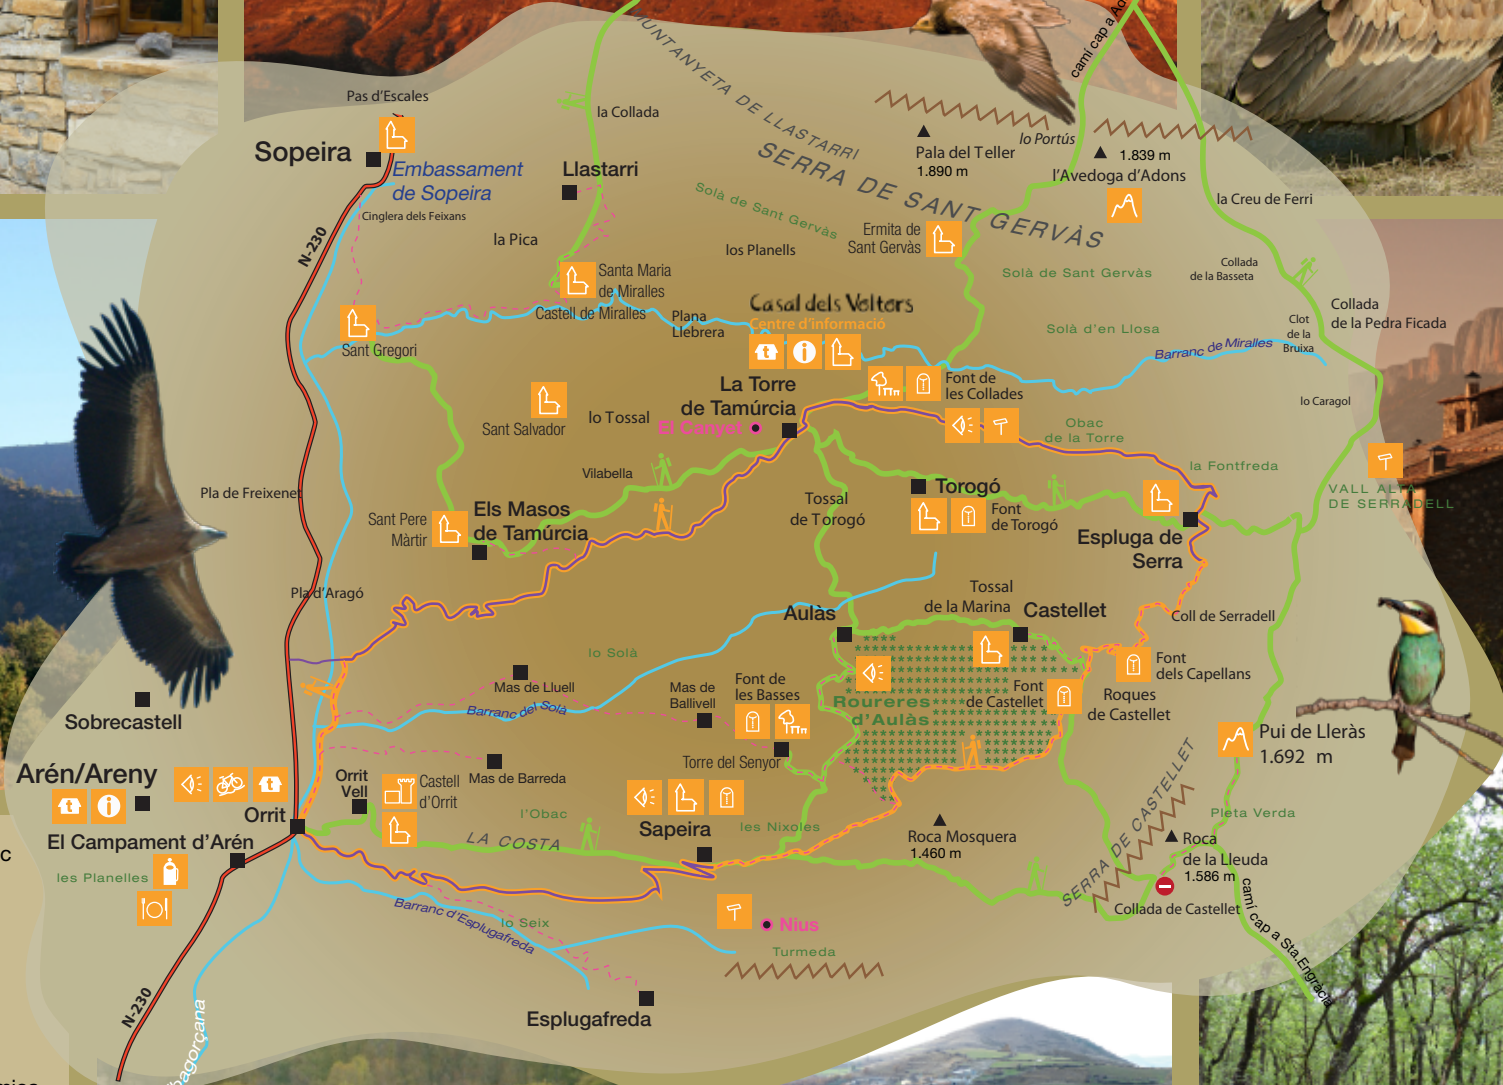 MUNTANYETA DE LLASTARRI
camí cap a Ad
Pas d'Escales
la Collada
lo Portús
Sopeira
Embassament
de Sopeira
Llastarri
SERRA DE SANT GERVÀS
Pala del Teller
1.890 m
1.839 m
l'Avedoga d'Adons
Cinglera dels Feixans
Solà de Sant Gervàs
la Creu de Ferri
N-230
la Pica
los Planells
Ermita de
Sant Gervàs
Collada
de la Basseta
Solà de Sant Gervàs
Santa Maria
de Miralles
Castell de Miralles
Plana
Llebrera
Casal dels Voltors
Centre d'informació
Collada
de la Pedra Ficada
Clot
de la
Bruixa
Solà d'en Llosa
Barranc de Miralles
Sant Gregori
La Torre
de Tamúrcia
El Canyet
Font de
les Collades
lo Caragol
Sant Salvador
lo Tossal
Obac
de la Torre
Vilabella
la Fontfreda
VALL ALTA
DE SERRADELL
Pla de Freixenet
Els Masos
de Tamúrcia
Sant Pere
Màrtir
Tossal
de Torogó
Torogó
Font
de Torogó
Espluga de
Serra
Pla d'Aragó
Aulàs
Tossal
de la Marina
Castellet
Coll de Serradell
lo Solà
Font
dels Capellans
Mas de Lluell
Mas de
Ballivell
Font de
les Basses
Roureres
d'Aulàs
Font
de Castellet
Roques
de Castellet
Barranc del Solà
Sobrecastell
Torre del Senyor
Pui de Lleràs
1.692 m
Arén/Areny
Orrit
Vell
Castell
d'Orrit
Mas de Barreda
Orrit
l'Obac
LA COSTA
Sapeira
les Nixoles
Roca Mosquera
1.460 m
SERRA DE CASTELLET
Pleta Verda
Roca
de la Lleuda
1.586 m
El Campament d'Arén
c
les Planelles
Collada de Castellet
camí cap a Sta.Engràcia
Barranc d'Esplugafreda
lo Seix
Nius
Turmeda
N-230
Esplugafreda
bagorçana